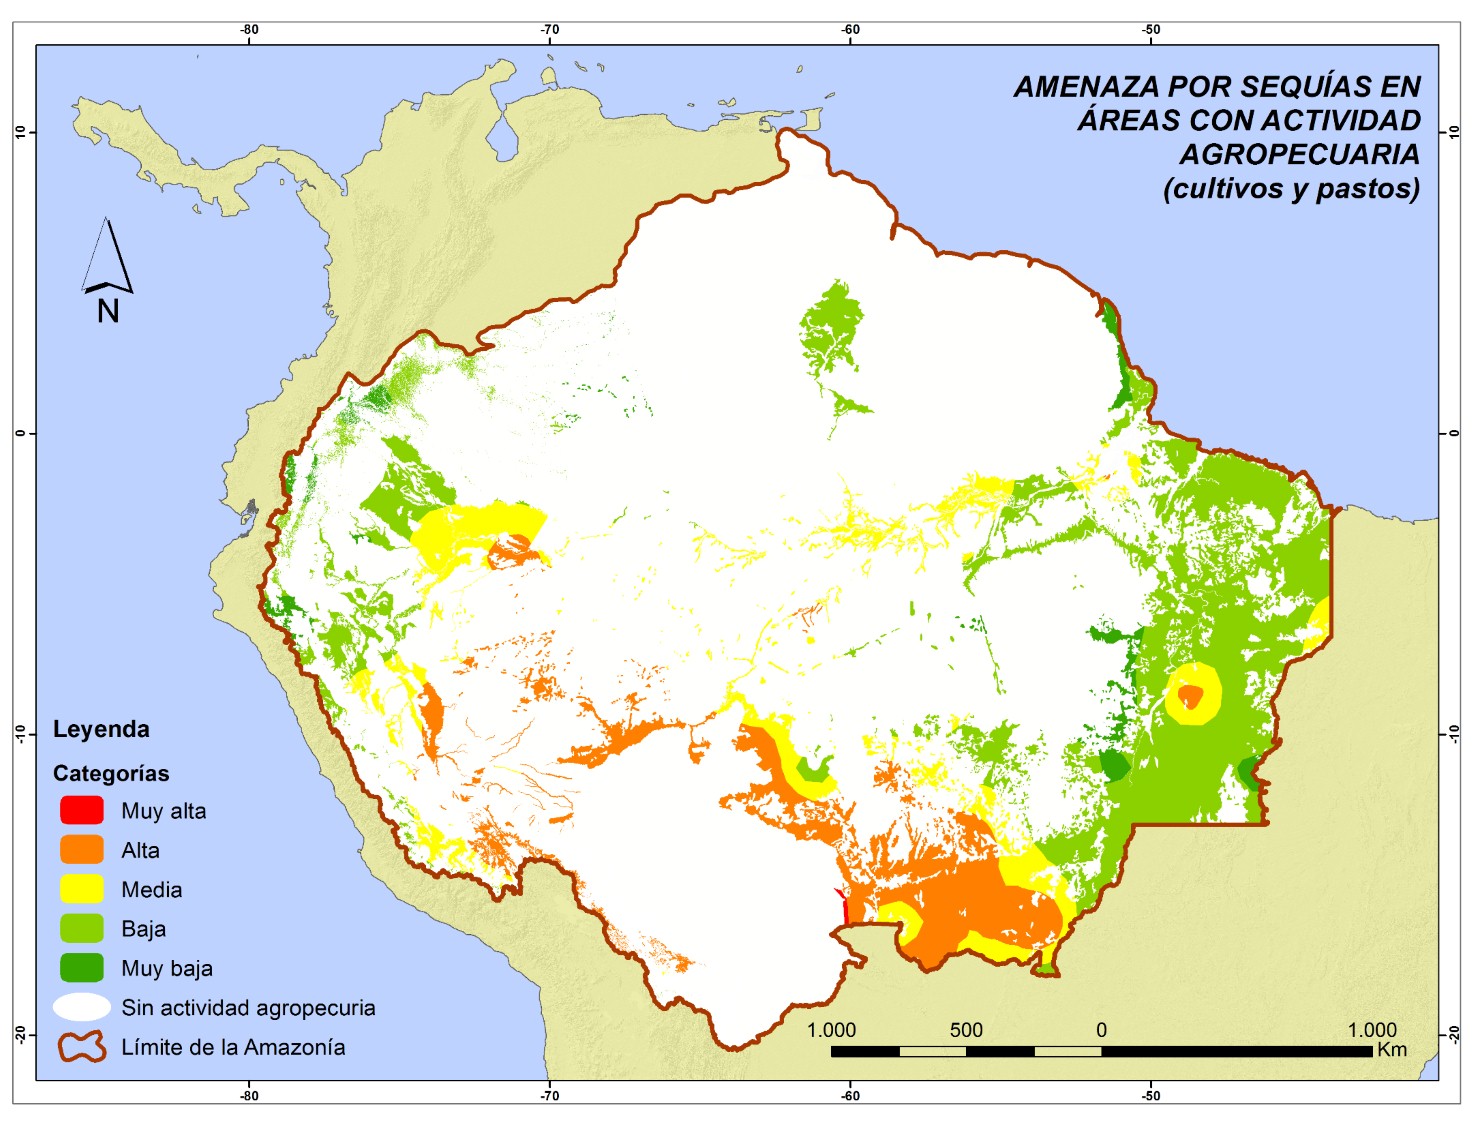 -80 -70 -60 -50
AMENAZA POR SEQUÍAS EN
ÁREAS CON ACTIVIDAD
AGROPECUARIA
(cultivos y pastos)
10 10
N
0 0
-10 -10
Leyenda
Categorías
Muy alta
Alta
Media
Baja
Muy baja
Sin actividad agropecuria
Límite de la Amazonía
1.000 500 0 1.000
Km
-20 -20
-80 -70 -60 -50